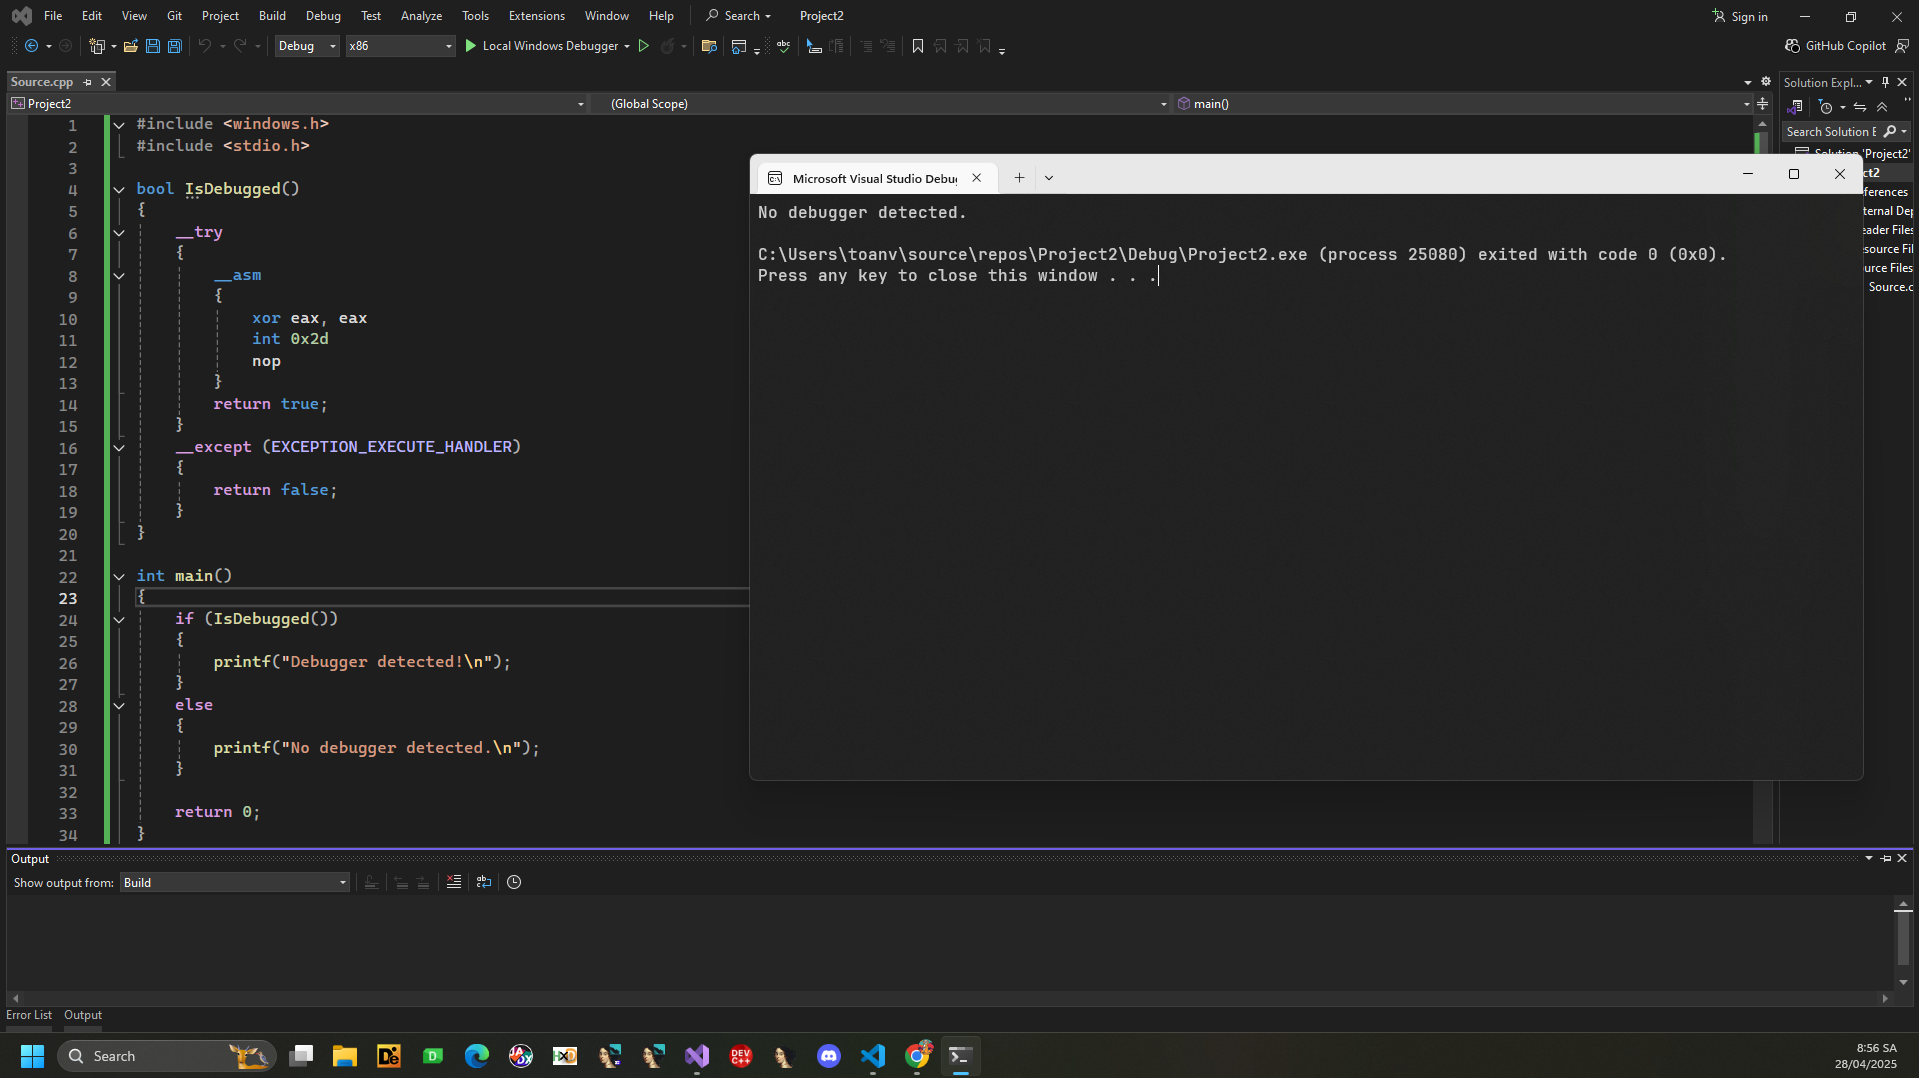 File Edit View Git Project Build Debug Test Analyze Tools Extensions Window Help Search Project2 Sign in
Debug x86 Local Windows Debugger GitHub Copilot
Source.cpp Solution Expl...
Project2 (Global Scope) main()
Search Solution E
Solution 'Project2'
1 #include <windows.h>
2 #include <stdio.h>
3
4 bool IsDebugged()
5 {
6 __try
7 {
8 __asm
9 {
10 xor eax, eax
11 int 0x2d
12 nop
13 }
14 return true;
15 }
16 __except (EXCEPTION_EXECUTE_HANDLER)
17 {
18 return false;
19 }
20 }
21
22 int main()
23 {
24 if (IsDebugged())
25 {
26 printf("Debugger detected!\n");
27 }
28 else
29 {
30 printf("No debugger detected.\n");
31 }
32
33 return 0;
34 }
Microsoft Visual Studio Debu
No debugger detected.
C:\Users\toanv\source\repos\Project2\Debug\Project2.exe (process 25080) exited with code 0 (0x0).
Press any key to close this window . . .
ct2
ferences
ternal Dep
eader Files
source Fil
urce Files
Source.c
Output
Show output from: Build
Error List Output
Search
De
D
JADX
HXD
DEV C++
8:56 SA
28/04/2025